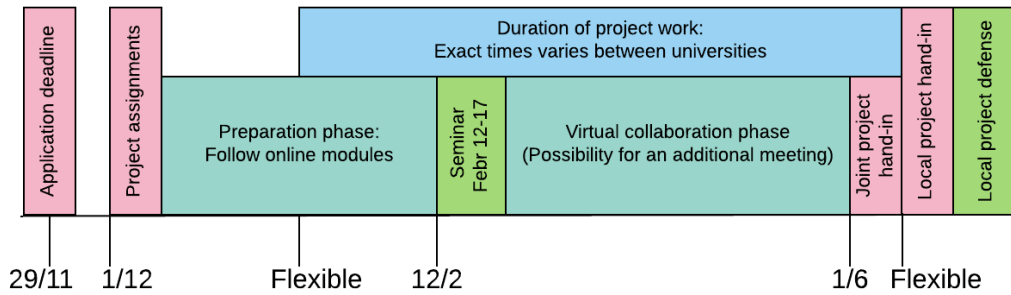 Application deadline
Project assignments
Duration of project work:
Exact times varies between universities
Preparation phase:
Follow online modules
Seminar
Febr 12-17
Virtual collaboration phase
(Possibility for an additional meeting)
Joint project
hand-in
Local project hand-in
Local project defense
29/11
1/12
Flexible
12/2
1/6
Flexible